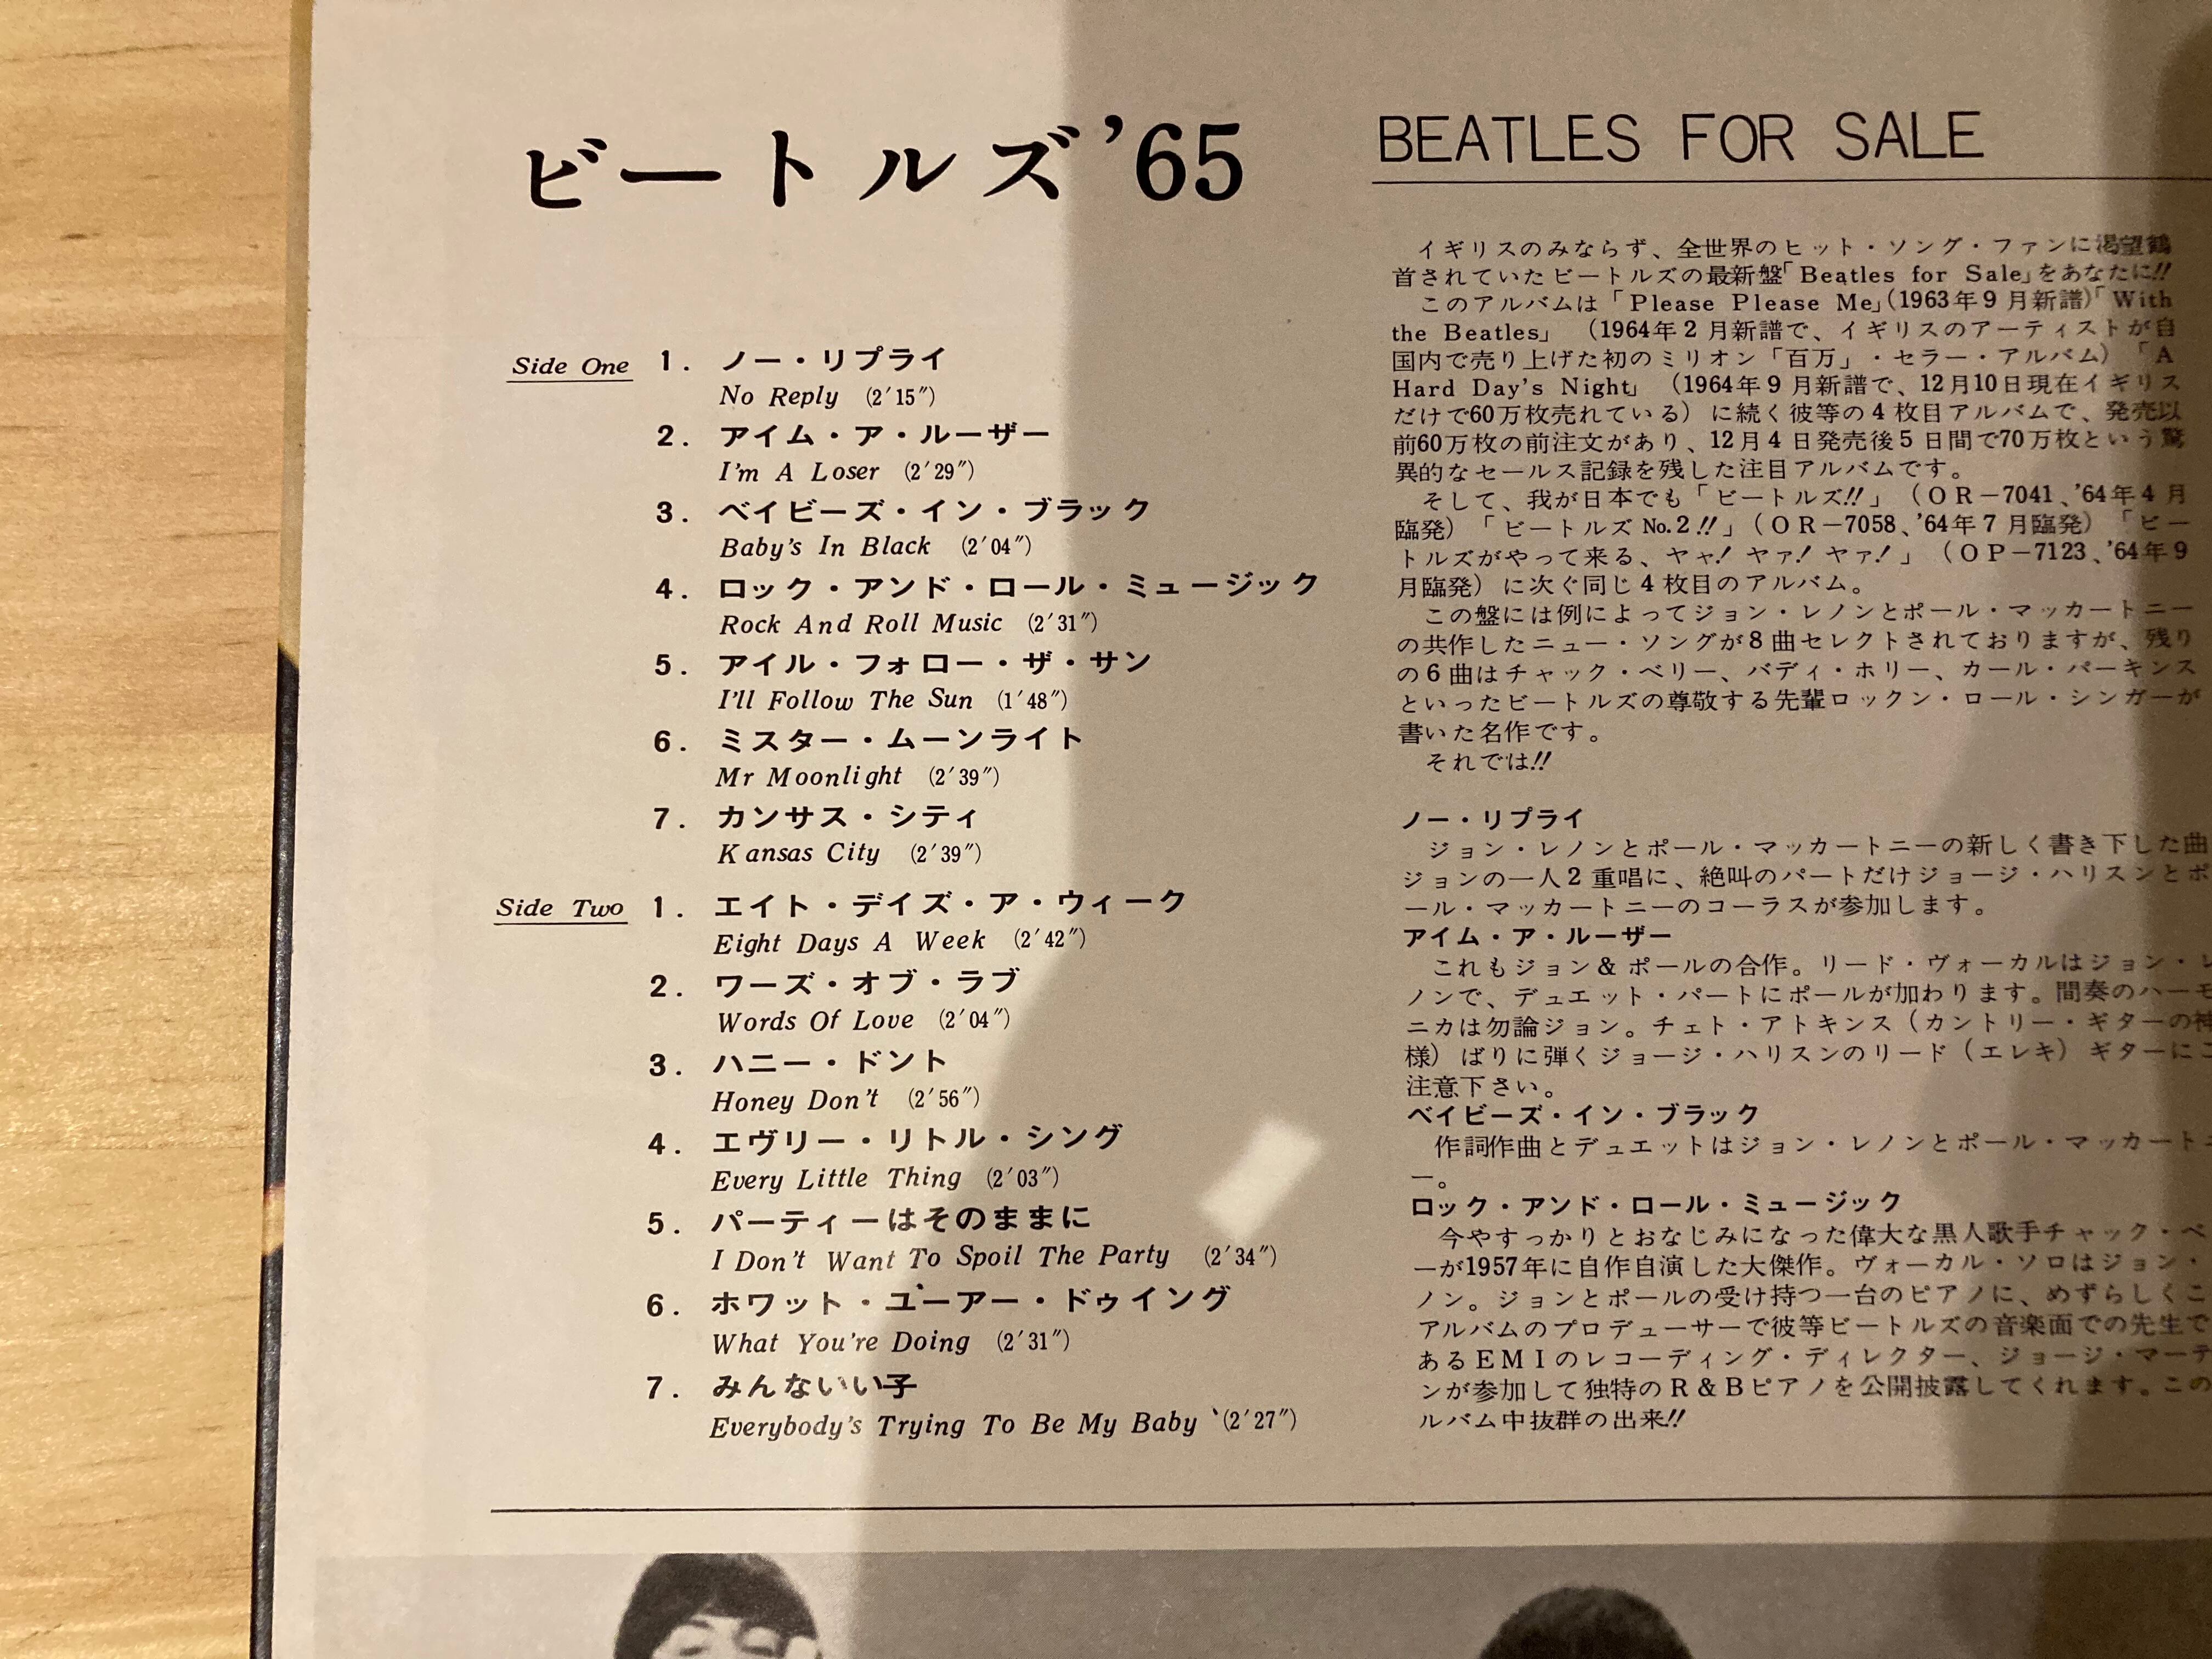 ビートルズ'65
BEATLES FOR SALE
Side One
1. ノー・リプライ
No Reply (2′15″)
2. アイム・ア・ルーザー
I'm A Loser (2′29″)
3. ベイビーズ・イン・ブラック
Baby's In Black (2′04″)
4. ロック・アンド・ロール・ミュージック
Rock And Roll Music (2′31″)
5. アイル・フォロー・ザ・サン
I'll Follow The Sun (1′48″)
6. ミスター・ムーンライト
Mr Moonlight (2′39″)
7. カンサス・シティ
Kansas City (2′39″)
Side Two
1. エイト・デイズ・ア・ウィーク
Eight Days A Week (2′42″)
2. ワーズ・オブ・ラブ
Words Of Love (2′04″)
3. ハニー・ドント
Honey Don't (2′56″)
4. エヴリー・リトル・シング
Every Little Thing (2′03″)
5. パーティーはそのままに
I Don't Want To Spoil The Party (2′34″)
6. ホワット・ユーアー・ドゥイング
What You're Doing (2′31″)
7. みんないい子
Everybody's Trying To Be My Baby (2′27″)
イギリスのみならず、全世界のヒット・ソング・ファンに渇望鶴
首されていたビートルズの最新盤「Beatles for Sale」をあなたに!!
このアルバムは「Please Please Me」(1963年9月新譜)「With
the Beatles」（1964年2月新譜で、イギリスのアーティストが自
国内で売り上げた初のミリオン「百万」・セラー・アルバム）「A
Hard Day's Night」（1964年9月新譜で、12月10日現在イギリス
だけで60万枚売れている）に続く彼等の4枚目アルバムで、発売以
前60万枚の前注文があり、12月4日発売後5日間で70万枚という驚
異的なセールス記録を残した注目アルバムです。
そして、我が日本でも「ビートルズ!!」（OR−7041、'64年4月
臨発）「ビートルズNo.2!!」（OR−7058、'64年7月臨発）「ビー
トルズがやって来る、ヤァ! ヤァ! ヤァ!」（OP−7123、'64年9
月臨発）に次ぐ同じ4枚目のアルバム。
この盤には例によってジョン・レノンとポール・マッカートニー
の共作したニュー・ソングが8曲セレクトされておりますが、残り
の6曲はチャック・ベリー、バディ・ホリー、カール・パーキンス
といったビートルズの尊敬する先輩ロックン・ロール・シンガーが
書いた名作です。
それでは!!
ノー・リプライ
ジョン・レノンとポール・マッカートニーの新しく書き下した曲
ジョンの一人2重唱に、絶叫のパートだけジョージ・ハリスンとポ
ール・マッカートニーのコーラスが参加します。
アイム・ア・ルーザー
これもジョン&ポールの合作。リード・ヴォーカルはジョン・レ
ノンで、デュエット・パートにポールが加わります。間奏のハーモ
ニカは勿論ジョン。チェト・アトキンス（カントリー・ギターの神
様）ばりに弾くジョージ・ハリスンのリード（エレキ）ギターにご
注意下さい。
ベイビーズ・イン・ブラック
作詞作曲とデュエットはジョン・レノンとポール・マッカートニ
ー。
ロック・アンド・ロール・ミュージック
今やすっかりとおなじみになった偉大な黒人歌手チャック・ベ
ーが1957年に自作自演した大傑作。ヴォーカル・ソロはジョン・
ノン。ジョンとポールの受け持つ一台のピアノに、めずらしくこ
アルバムのプロデューサーで彼等ビートルズの音楽面での先生で
あるEMIのレコーディング・ディレクター、ジョージ・マーテ
ンが参加して独特のR&Bピアノを公開披露してくれます。この
ルバム中抜群の出来!!